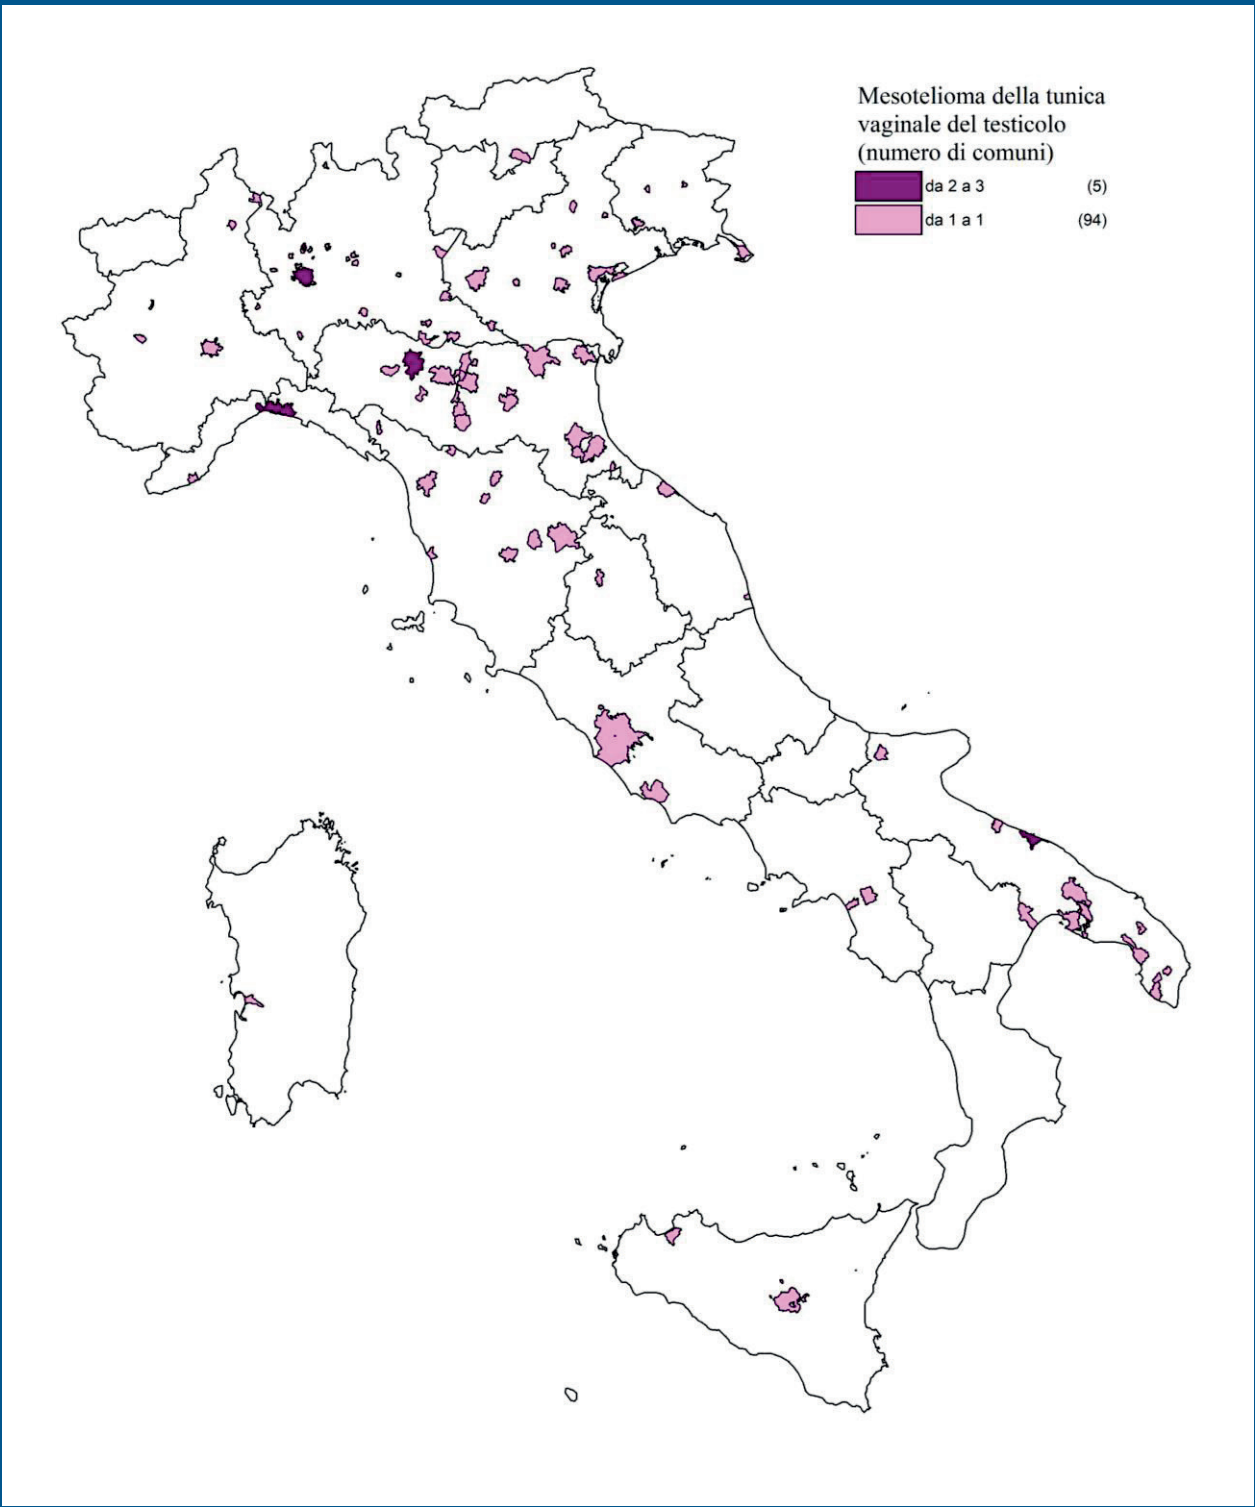 Mesotelioma della tunica
vaginale del testicolo
(numero di comuni)
da 2 a 3 (5)
da 1 a 1 (94)